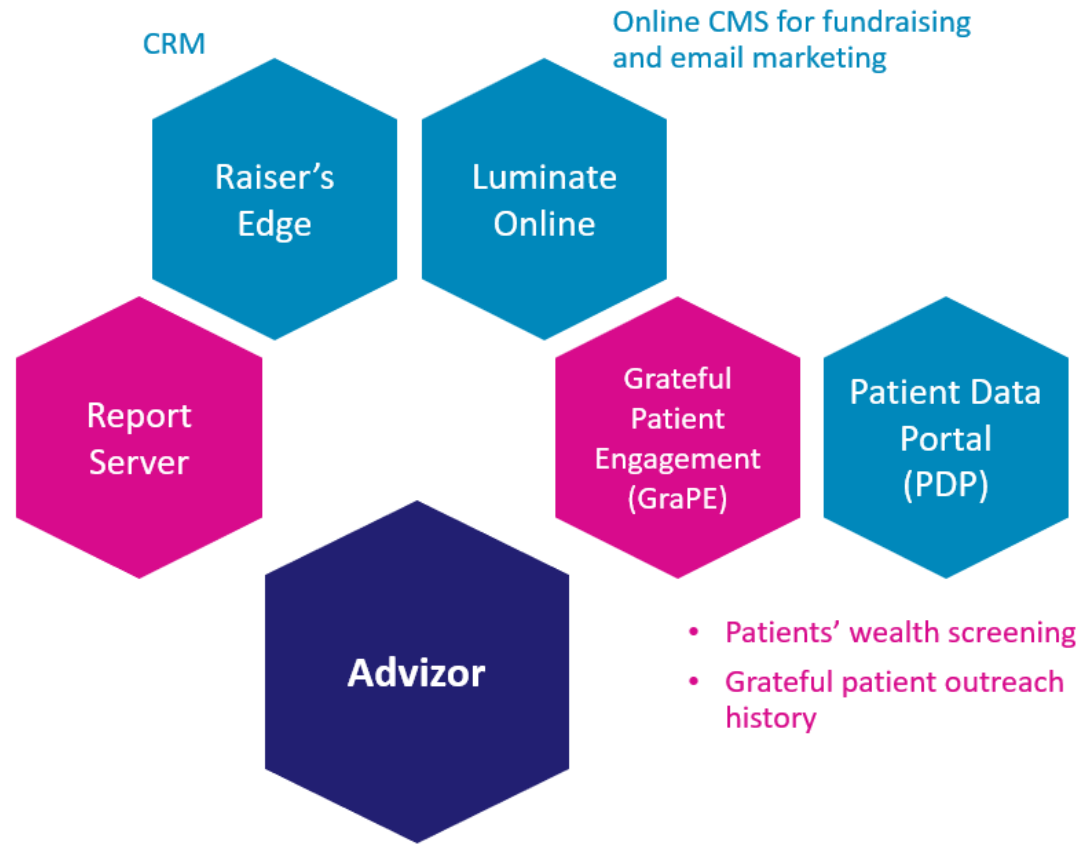 CRM
Online CMS for fundraising
and email marketing
Raiser’s
Edge
Luminate
Online
Report
Server
Grateful
Patient
Engagement
(GraPE)
Patient Data
Portal
(PDP)
Advizor
• Patients’ wealth screening
• Grateful patient outreach
history